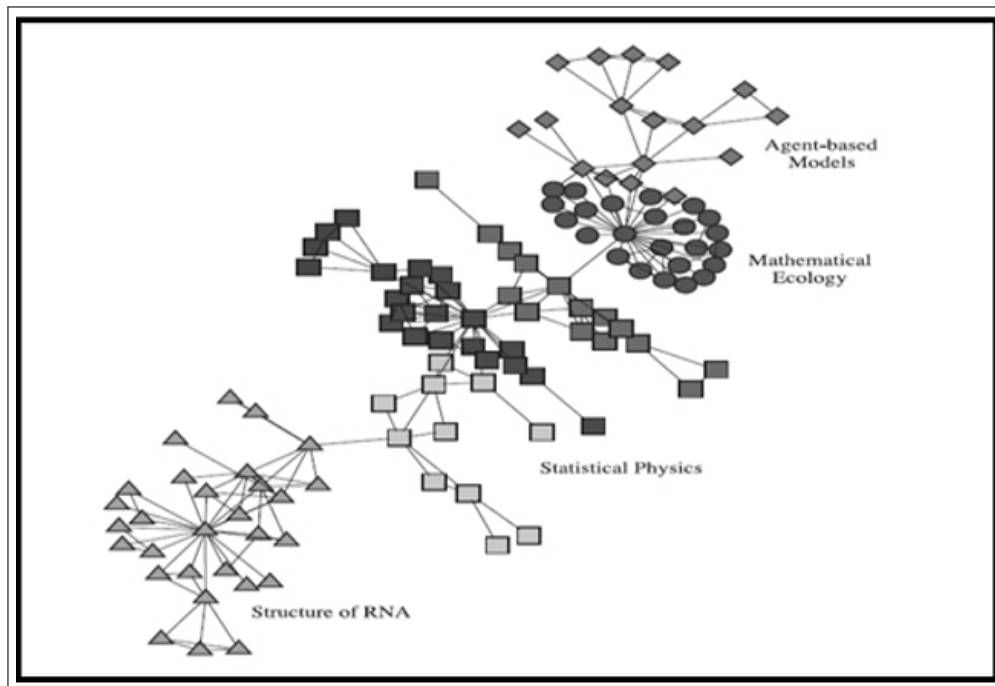 Agent-based
Models
Mathematical
Ecology
Statistical Physics
Structure of RNA